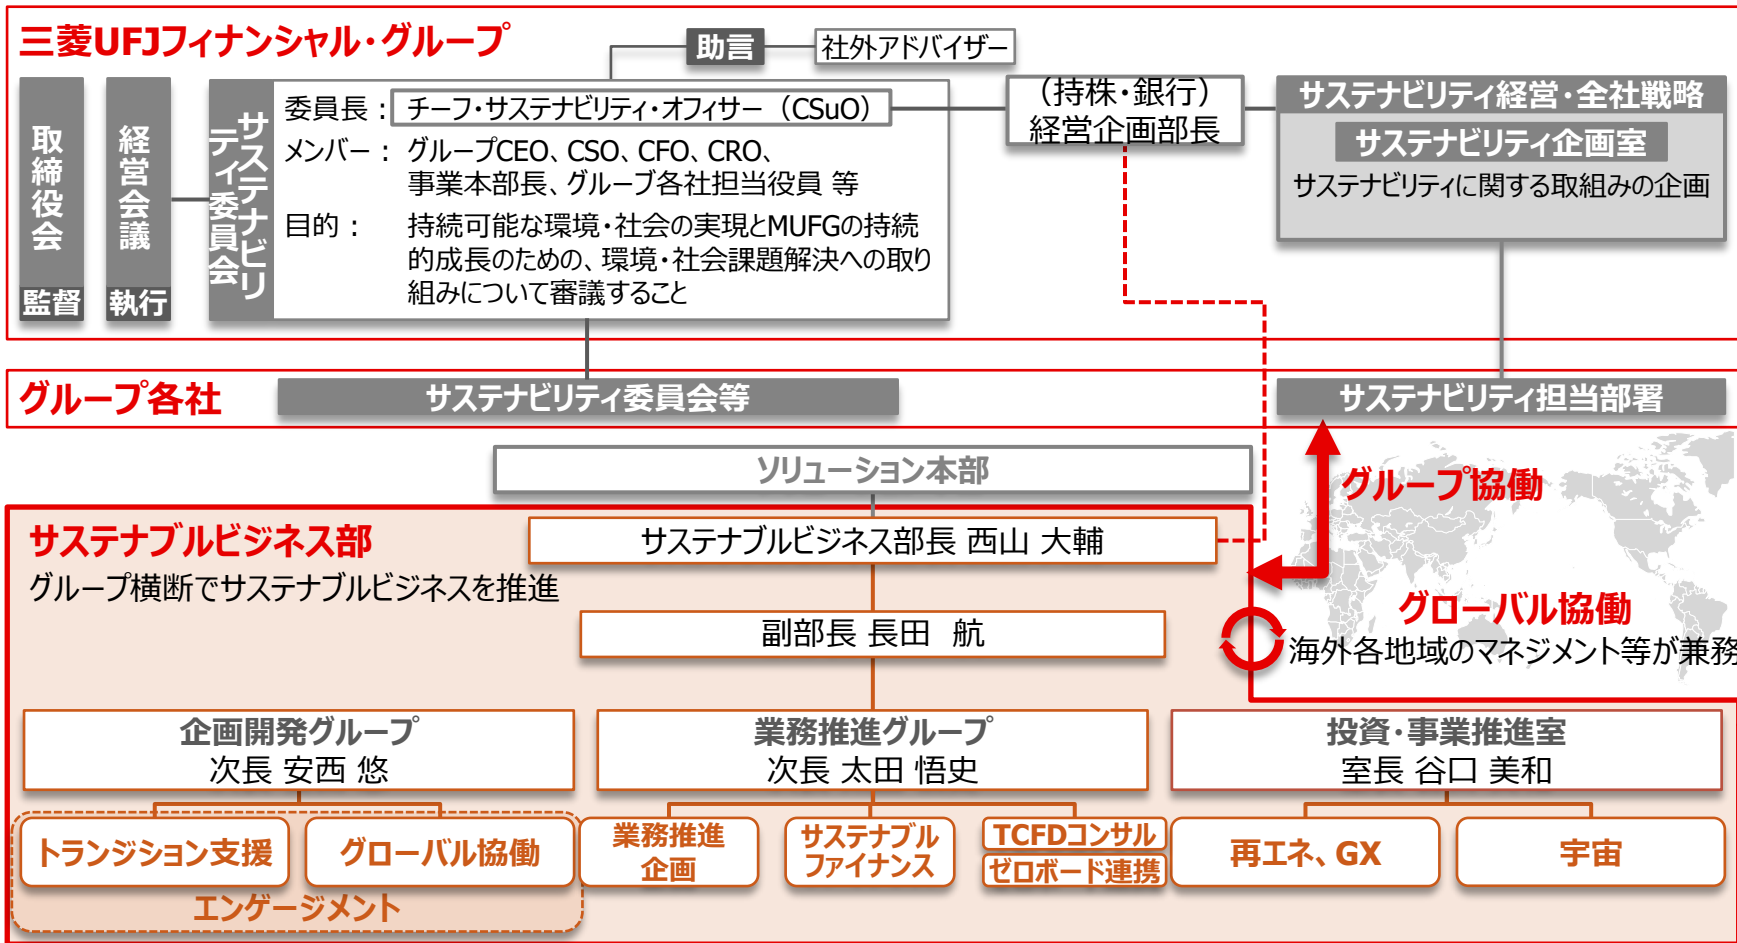 三菱UFJフィナンシャル・グループ
助言
社外アドバイザー
取締役会
監督
経営会議
執行
サステナビリティ委員会
委員長：チーフ・サステナビリティ・オフィサー（CSuO）
メンバー：グループCEO、CSO、CFO、CRO、
事業本部長、グループ各社担当役員 等
目的：持続可能な環境・社会の実現とMUFGの持続
的成長のための、環境・社会課題解決への取り
組みについて審議すること
（持株・銀行）
経営企画部長
サステナビリティ経営・全社戦略
サステナビリティ企画室
サステナビリティに関する取組みの企画
グループ各社
サステナビリティ委員会等
サステナビリティ担当部署
ソリューション本部
グループ協働
サステナブルビジネス部
グループ横断でサステナブルビジネスを推進
サステナブルビジネス部長 西山 大輔
副部長 長田 航
グローバル協働
海外各地域のマネジメント等が兼務
企画開発グループ
次長 安西 悠
業務推進グループ
次長 太田 悟史
投資・事業推進室
室長 谷口 美和
トランジション支援
グローバル協働
エンゲージメント
業務推進
企画
サステナブル
ファイナンス
TCFDコンサル
ゼロボード連携
再エネ、GX
宇宙